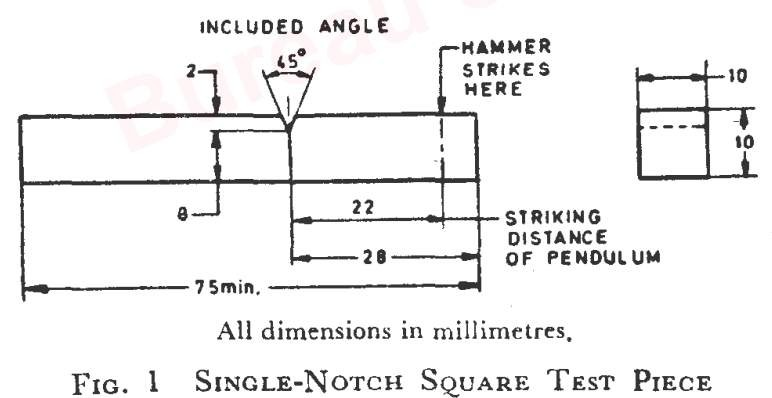 INCLUDED ANGLE
45°
2
HAMMER
STRIKES
HERE
10
10
8
22
STRIKING
DISTANCE
OF PENDULUM
28
75min.
All dimensions in millimetres.
FIG. 1 SINGLE-NOTCH SQUARE TEST PIECE